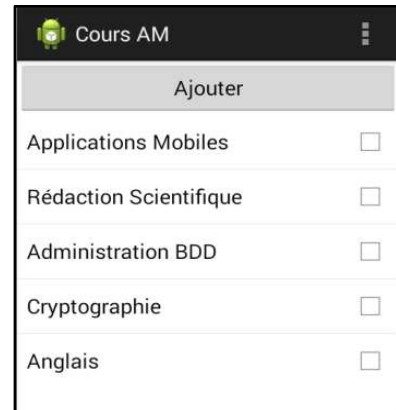 Cours AM
Ajouter
Applications Mobiles
Rédaction Scientifique
Administration BDD
Cryptographie
Anglais